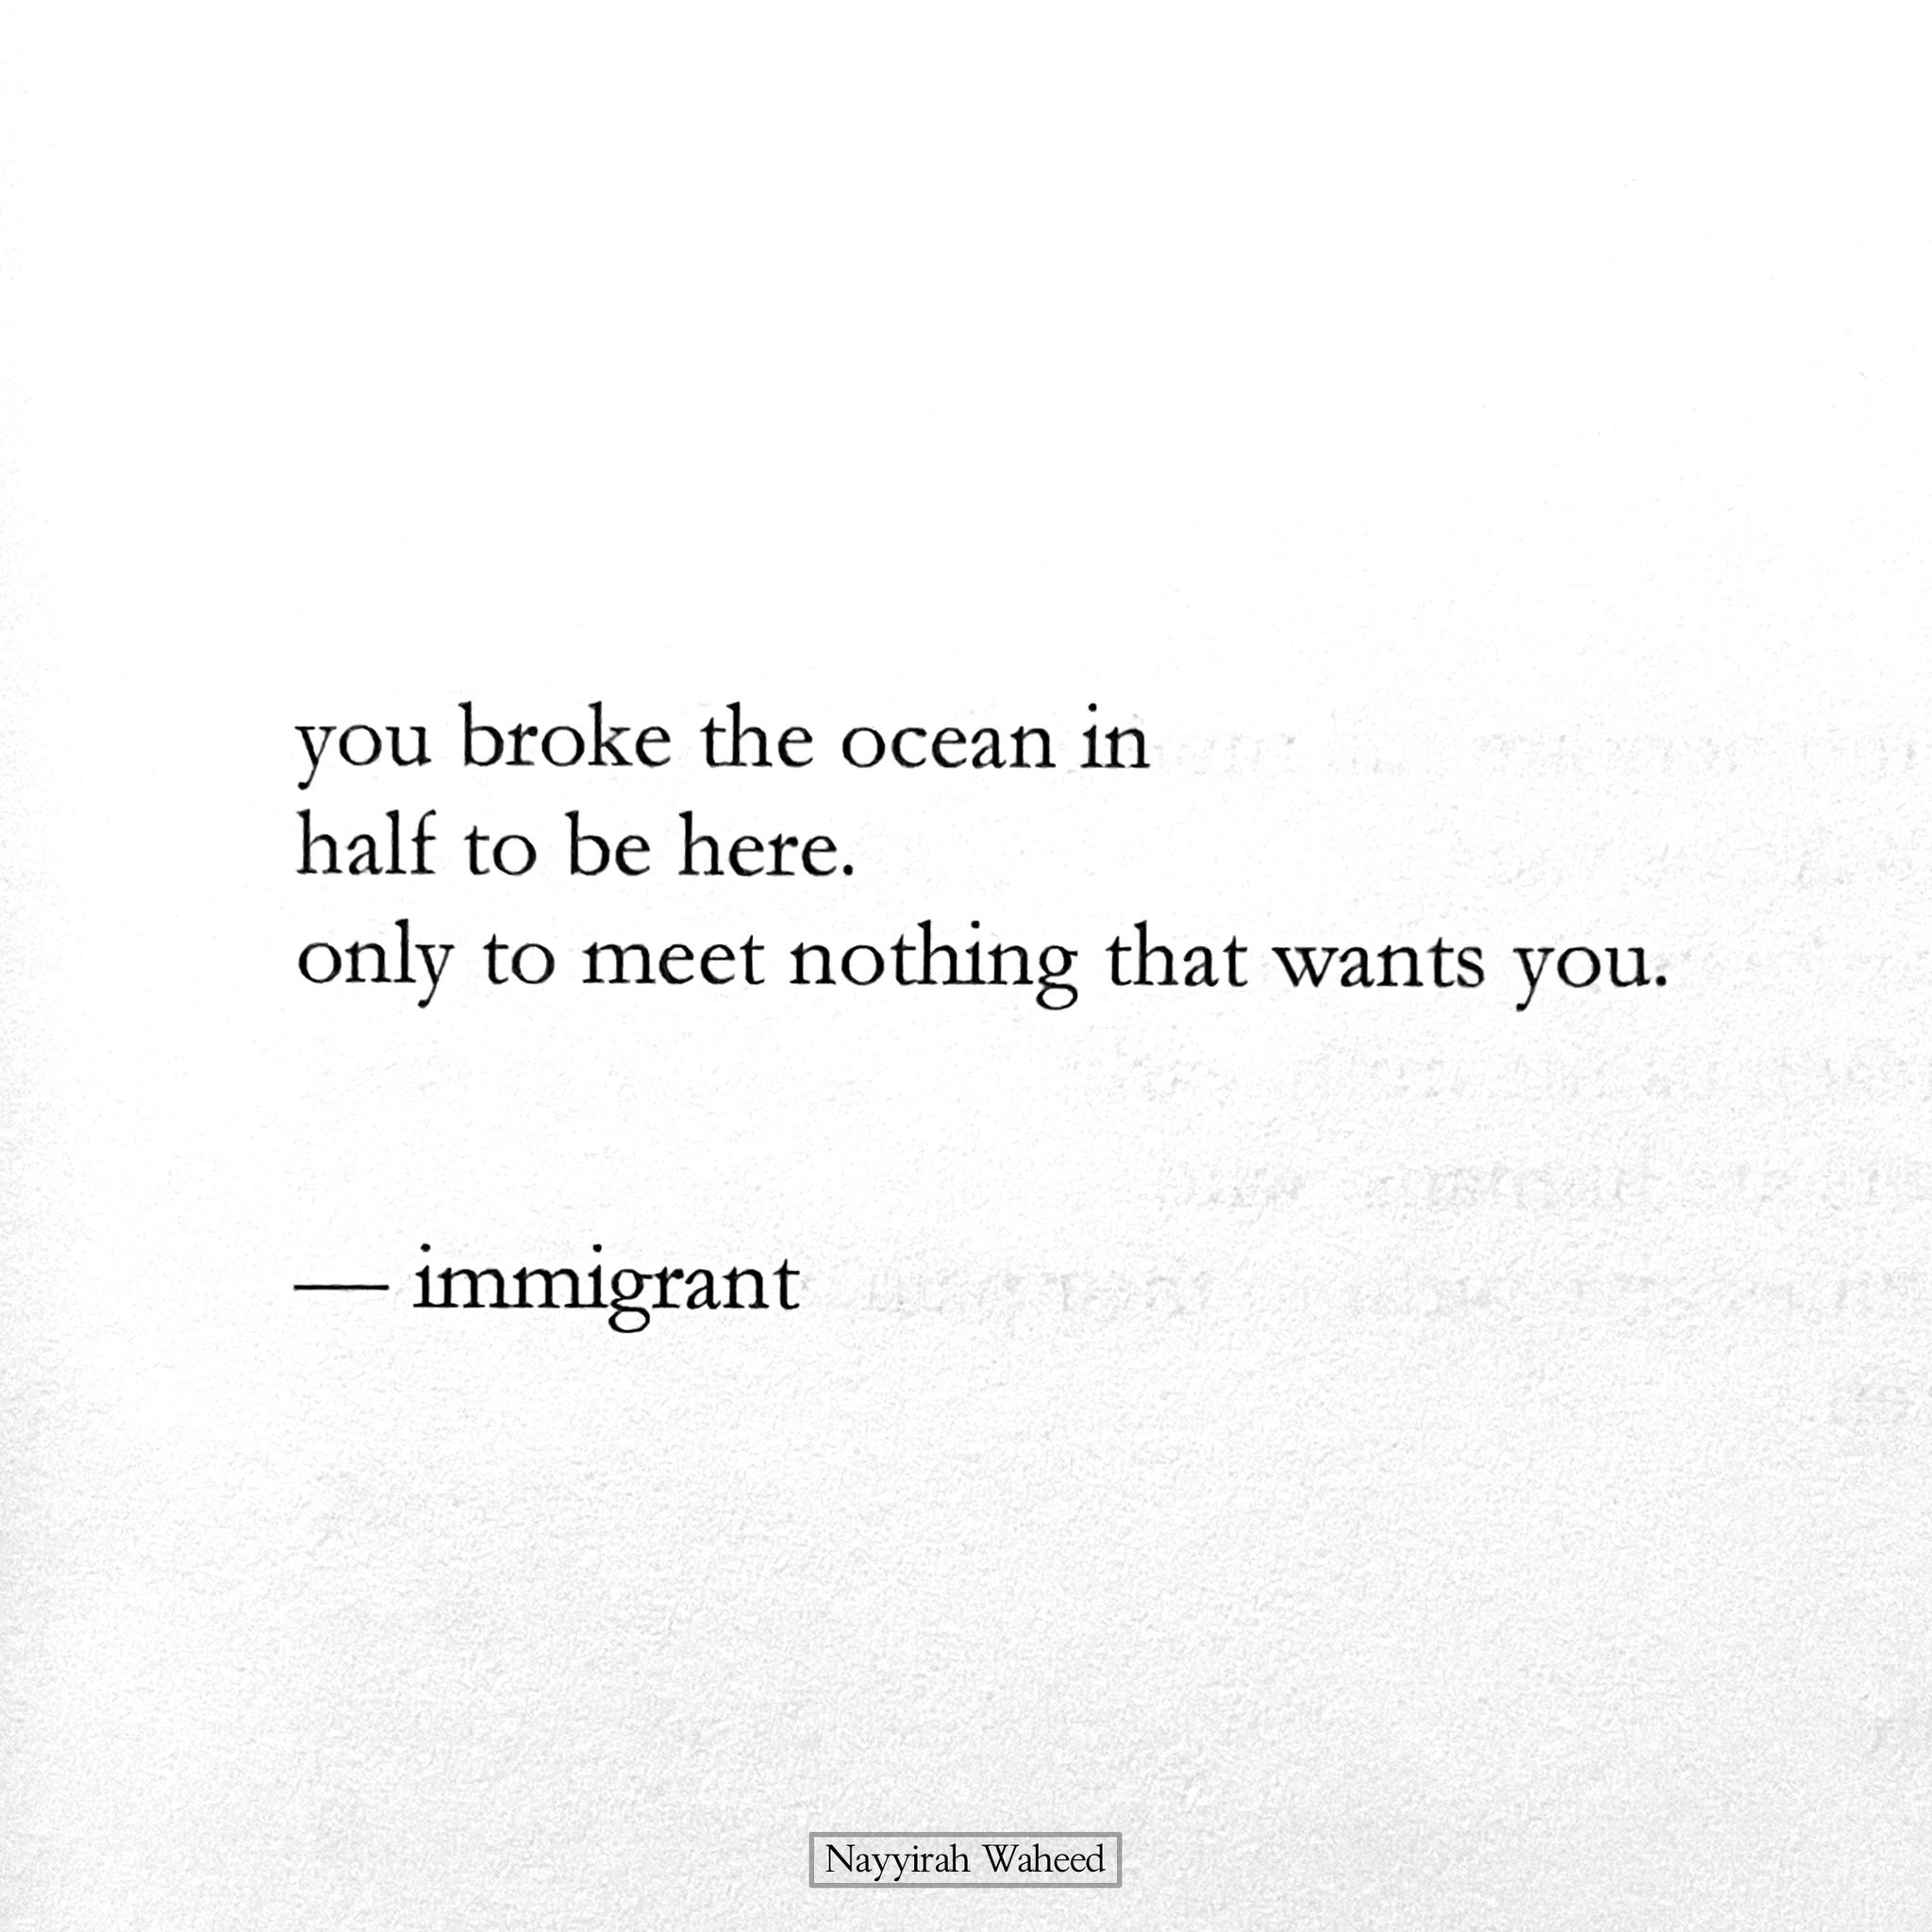 you broke the ocean in
half to be here.
only to meet nothing that wants you.
— immigrant
Nayyirah Waheed